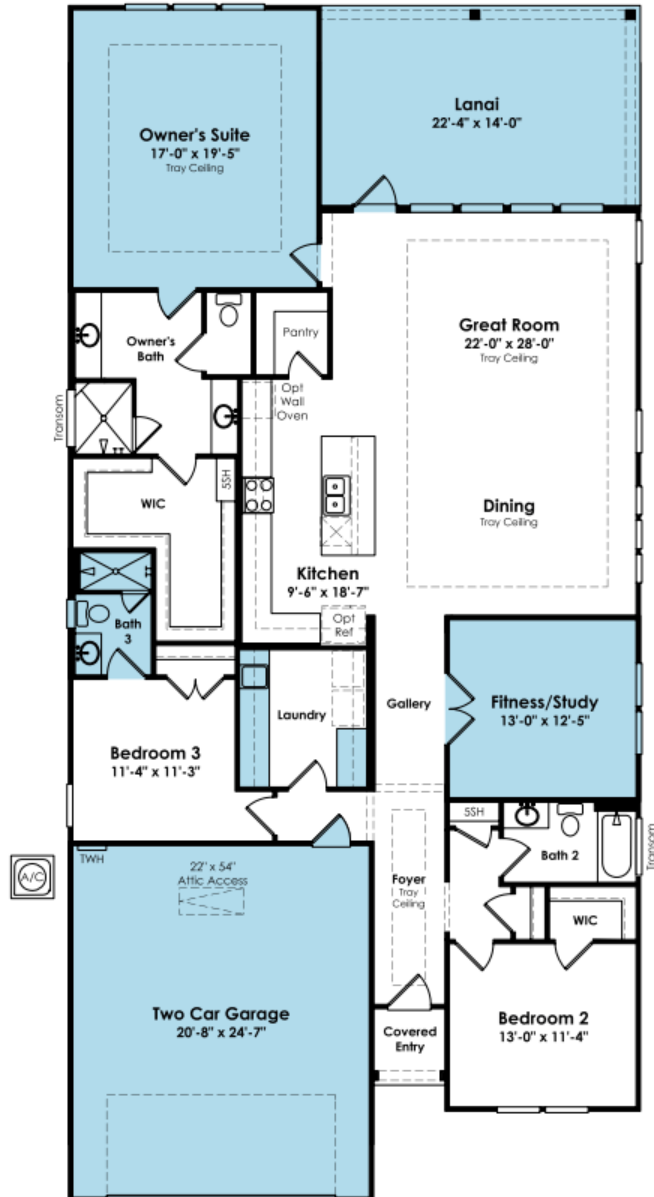 Owner's Suite
17'-0" x 19'-5"
Tray Ceiling
Lanai
22'-4" x 14'-0"
Great Room
22'-0" x 28'-0"
Tray Ceiling
Owner's
Bath
Pantry
Opt
Wall
Oven
Transom
WIC
5SH
Dining
Tray Ceiling
Kitchen
9'-6" x 18'-7"
Opt
Ref
Bath
3
Laundry
Gallery
Fitness/Study
13'-0" x 12'-5"
Bedroom 3
11'-4" x 11'-3"
5SH
Bath 2
Transom
TWH
22" x 54"
Attic Access
A/C
Foyer
Tray
Ceiling
WIC
Two Car Garage
20'-8" x 24'-7"
Covered
Entry
Bedroom 2
13'-0" x 11'-4"